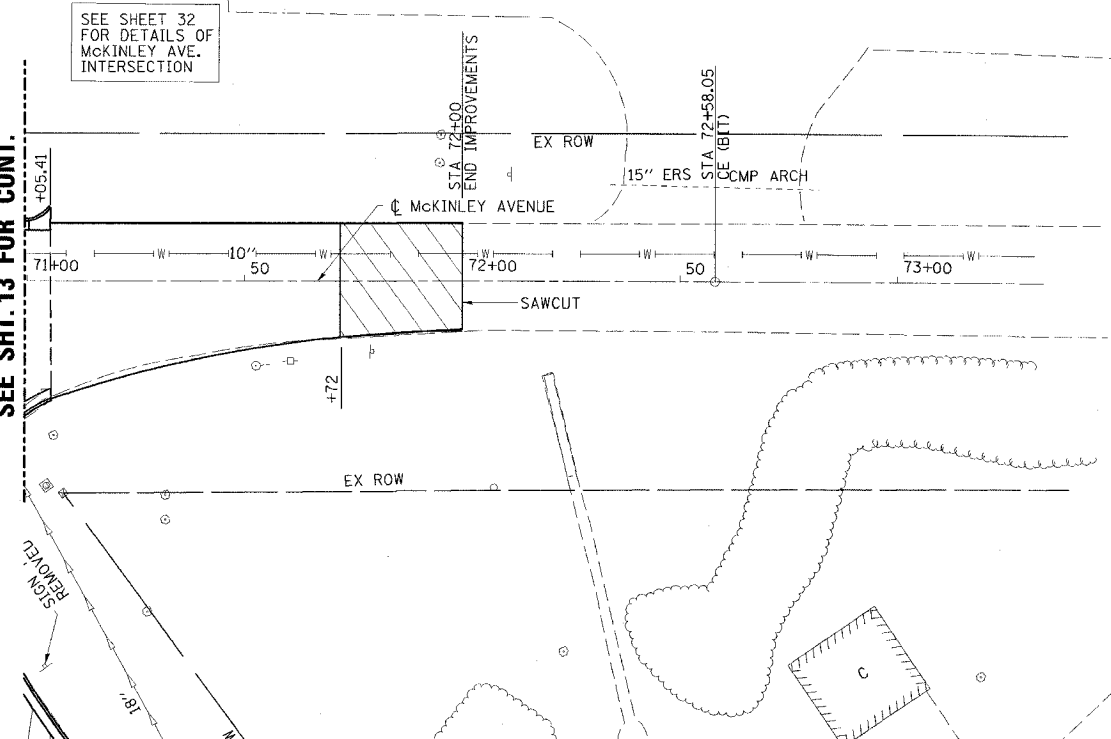 SEE SHEET 32
FOR DETAILS OF
McKINLEY AVE.
INTERSECTION
SEE SHT. 13 FOR CONT.
+05.41
STA 72+00
END IMPROVEMENTS
EX ROW
STA 72+58.05
CE (BIT)
15" ERS CMP ARCH
℄ McKINLEY AVENUE
W 10" W W W W W
71+00 50 72+00 50 73+00
SAWCUT
+72
EX ROW
SIGN
REMOVED
18"
W
C